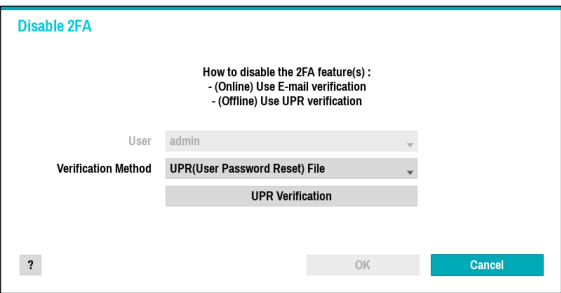 Disable 2FA
How to disable the 2FA feature(s) :
- (Online) Use E-mail verification
- (Offline) Use UPR verification
User admin
Verification Method UPR(User Password Reset) File
UPR Verification
? OK Cancel